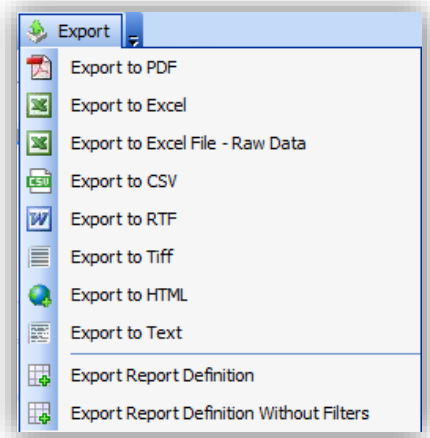 Export
Export to PDF
Export to Excel
Export to Excel File - Raw Data
CSV Export to CSV
W Export to RTF
Export to Tiff
Export to HTML
Export to Text
Export Report Definition
Export Report Definition Without Filters